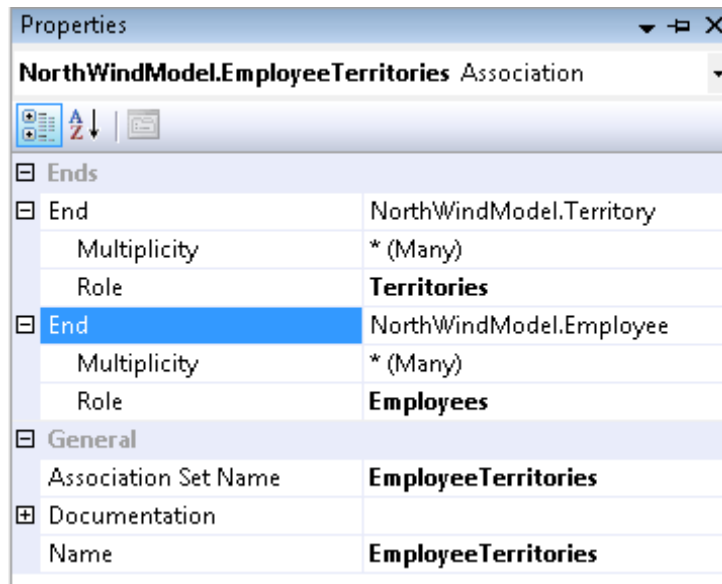 Properties
NorthWindModel.EmployeeTerritories Association
A
Z
Ends
End NorthWindModel.Territory
Multiplicity * (Many)
Role Territories
End NorthWindModel.Employee
Multiplicity * (Many)
Role Employees
General
Association Set Name EmployeeTerritories
Documentation
Name EmployeeTerritories